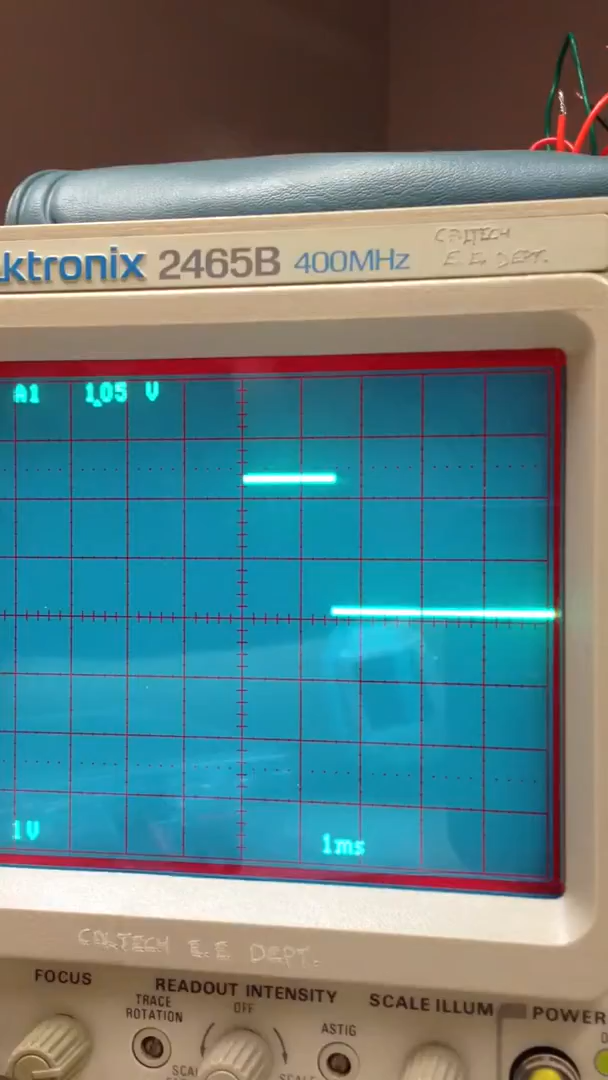 ktronix 2465B 400MHz
CALTECH
E. E. DEPT.
A1 1.05 V
1V 1ms
CALTECH E.E DEPT.
FOCUS
READOUT INTENSITY
SCALE ILLUM
POWER
TRACE
ROTATION
OFF
ASTIG